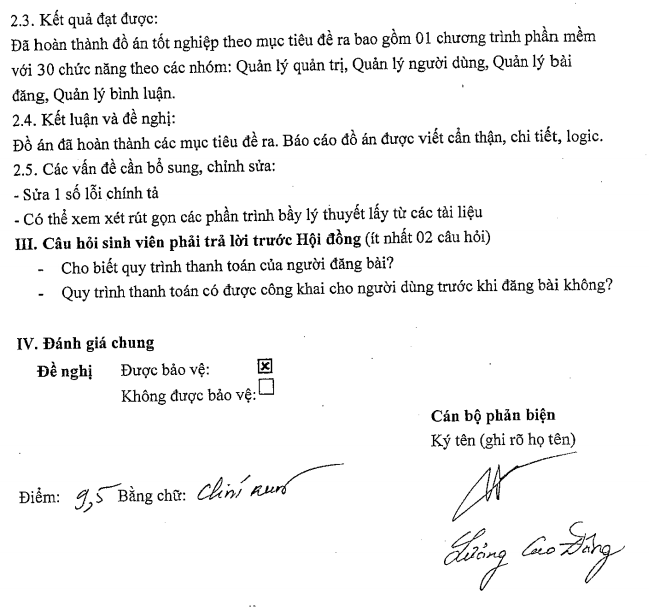 2.3. Kết quả đạt được:
Đã hoàn thành đồ án tốt nghiệp theo mục tiêu đề ra bao gồm 01 chương trình phần mềm
với 30 chức năng theo các nhóm: Quản lý quản trị, Quản lý người dùng, Quản lý bài
đăng, Quản lý bình luận.
2.4. Kết luận và đề nghị:
Đồ án đã hoàn thành các mục tiêu đề ra. Báo cáo đồ án được viết cẩn thận, chi tiết, logic.
2.5. Các vấn đề cần bổ sung, chỉnh sửa:
- Sửa 1 số lỗi chính tả
- Có thể xem xét rút gọn các phần trình bầy lý thuyết lấy từ các tài liệu
III. Câu hỏi sinh viên phải trả lời trước Hội đồng (ít nhất 02 câu hỏi)
- Cho biết quy trình thanh toán của người đăng bài?
- Quy trình thanh toán có được công khai cho người dùng trước khi đăng bài không?
IV. Đánh giá chung
Đề nghị Được bảo vệ: ☒
Không được bảo vệ: ☐
Cán bộ phản biện
Ký tên (ghi rõ họ tên)
Điểm: 9,5 Bằng chữ: Chín rưỡi
Lưởng Cao Đông